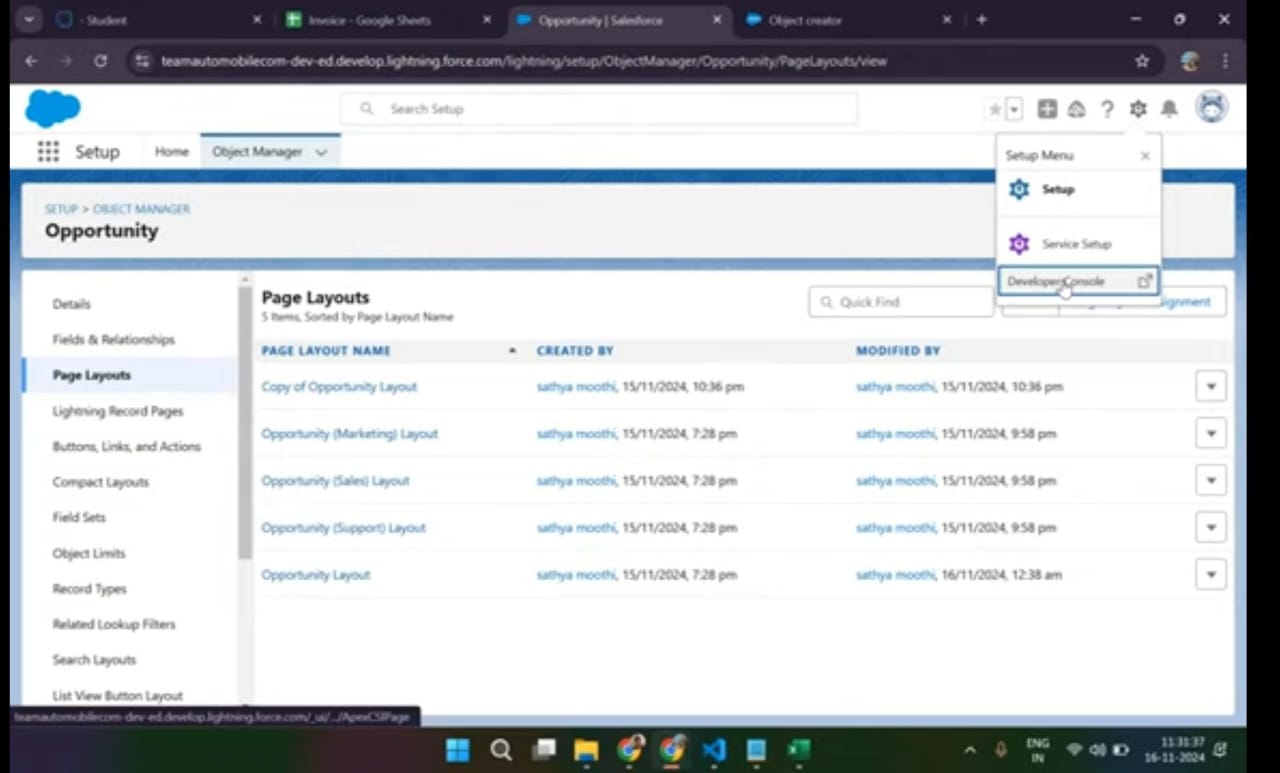 - Student
Invoice - Google Sheets
Opportunity | Salesforce
Object creator
teamautomobilecom-dev-ed.develop.lightning.force.com/lightning/setup/ObjectManager/Opportunity/PageLayouts/view
Search Setup
Setup
Home
Object Manager
Setup Menu
Setup
Service Setup
Developer Console
SETUP > OBJECT MANAGER
Opportunity
Details
Fields & Relationships
Page Layouts
Lightning Record Pages
Buttons, Links, and Actions
Compact Layouts
Field Sets
Object Limits
Record Types
Related Lookup Filters
Search Layouts
List View Button Layout
Page Layouts
5 Items, Sorted by Page Layout Name
Quick Find
PAGE LAYOUT NAME CREATED BY MODIFIED BY
Copy of Opportunity Layout sathya moothi, 15/11/2024, 10:36 pm sathya moothi, 15/11/2024, 10:36 pm
Opportunity (Marketing) Layout sathya moothi, 15/11/2024, 7:28 pm sathya moothi, 15/11/2024, 9:58 pm
Opportunity (Sales) Layout sathya moothi, 15/11/2024, 7:28 pm sathya moothi, 15/11/2024, 9:58 pm
Opportunity (Support) Layout sathya moothi, 15/11/2024, 7:28 pm sathya moothi, 15/11/2024, 9:58 pm
Opportunity Layout sathya moothi, 15/11/2024, 7:28 pm sathya moothi, 16/11/2024, 12:38 am
teamautomobilecom-dev-ed.develop.lightning.force.com/_ui/.../ApexCSIPage
ENG
IN
11:31:37
16-11-2024